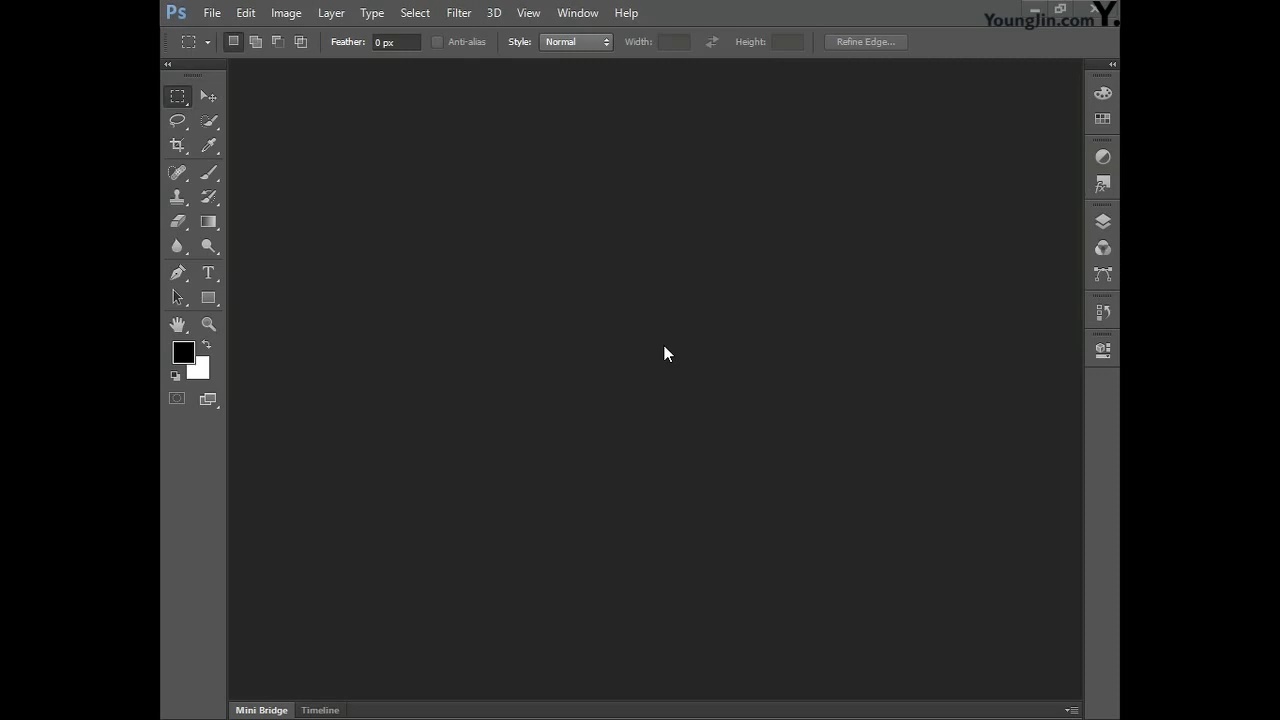 Ps File Edit Image Layer Type Select Filter 3D View Window Help
YoungJin.com Y.
Feather: 0 px Anti-alias Style: Normal Width: Height: Refine Edge...
T
fx
Mini Bridge Timeline